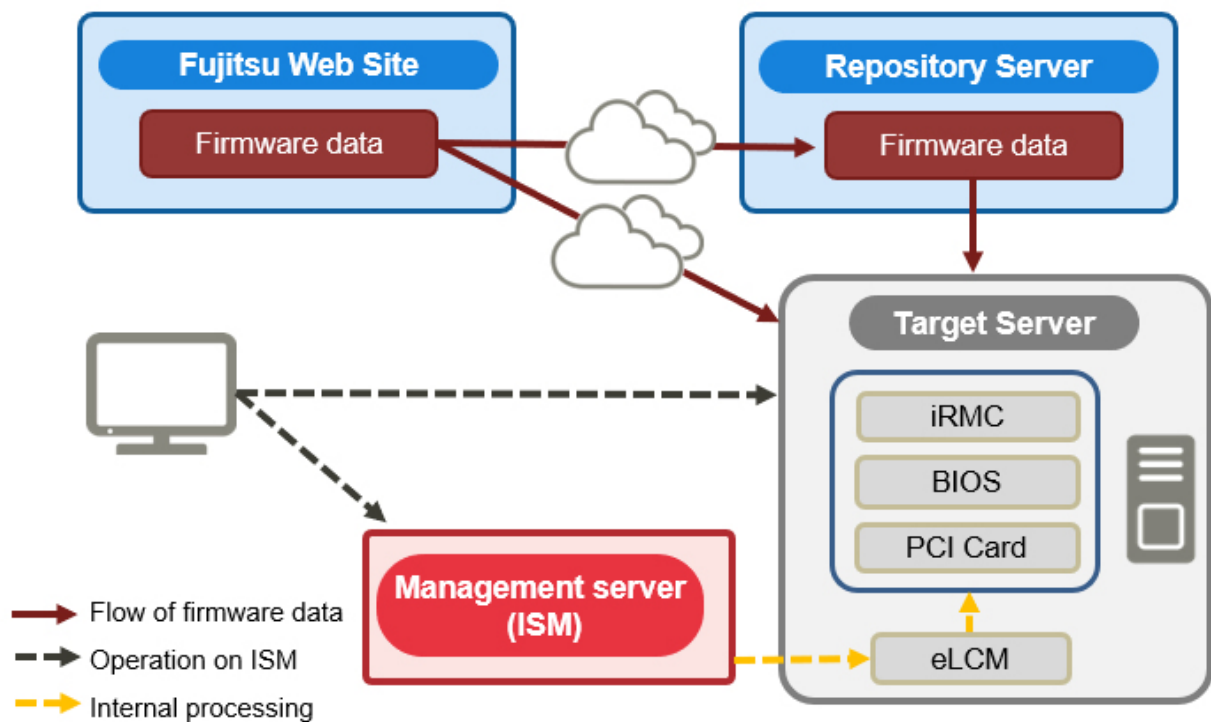 Fujitsu Web Site
Firmware data
Repository Server
Firmware data
Target Server
iRMC
BIOS
PCI Card
eLCM
Management server
(ISM)
Flow of firmware data
Operation on ISM
Internal processing